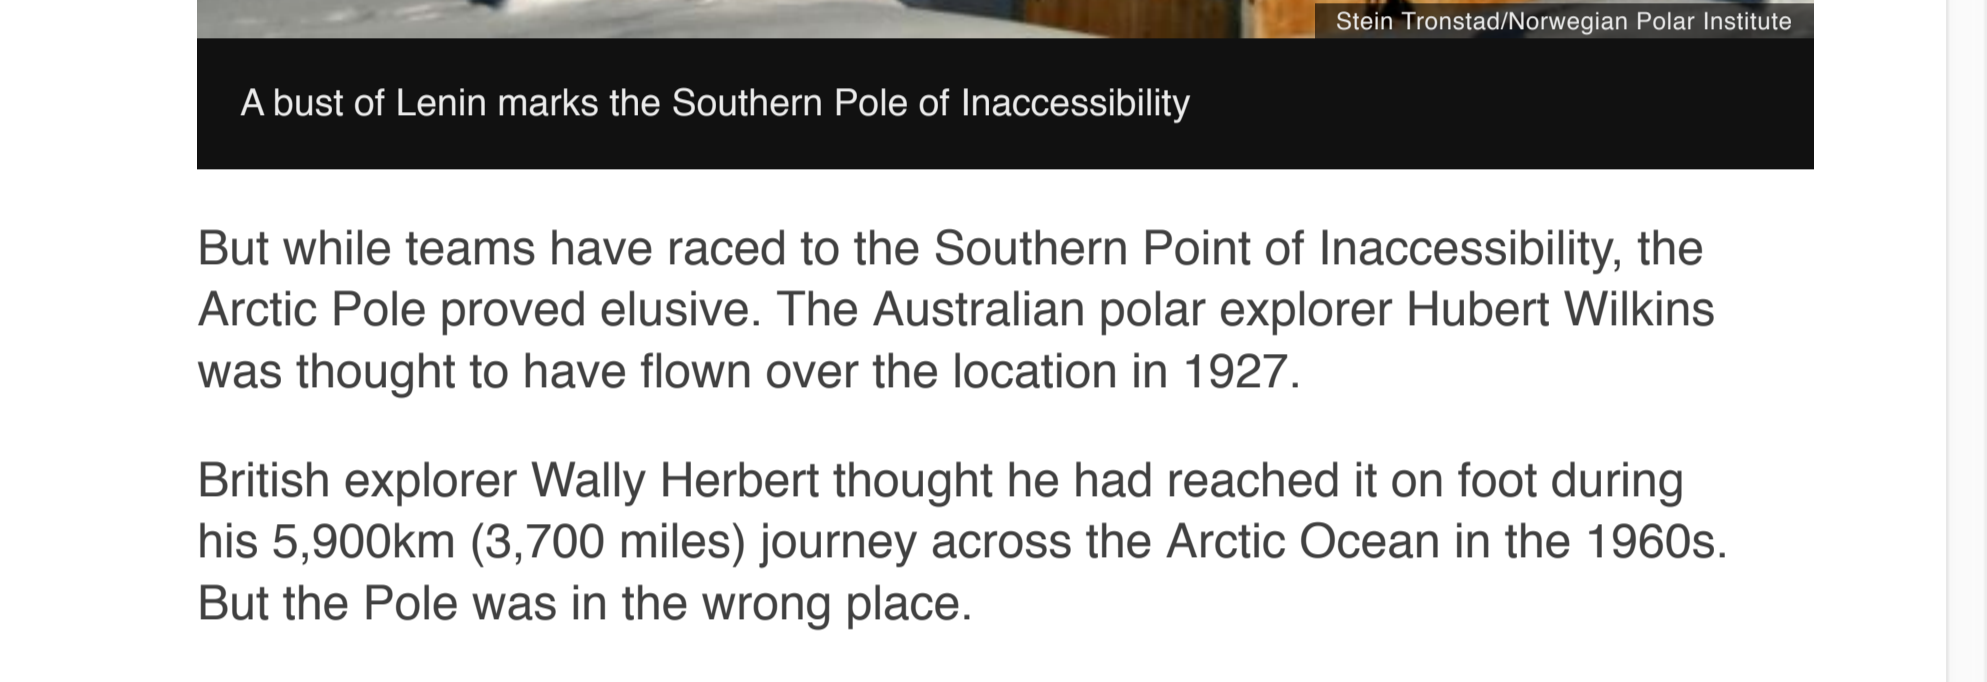 Stein Tronstad/Norwegian Polar Institute
A bust of Lenin marks the Southern Pole of Inaccessibility
But while teams have raced to the Southern Point of Inaccessibility, the
Arctic Pole proved elusive. The Australian polar explorer Hubert Wilkins
was thought to have flown over the location in 1927.
British explorer Wally Herbert thought he had reached it on foot during
his 5,900km (3,700 miles) journey across the Arctic Ocean in the 1960s.
But the Pole was in the wrong place.